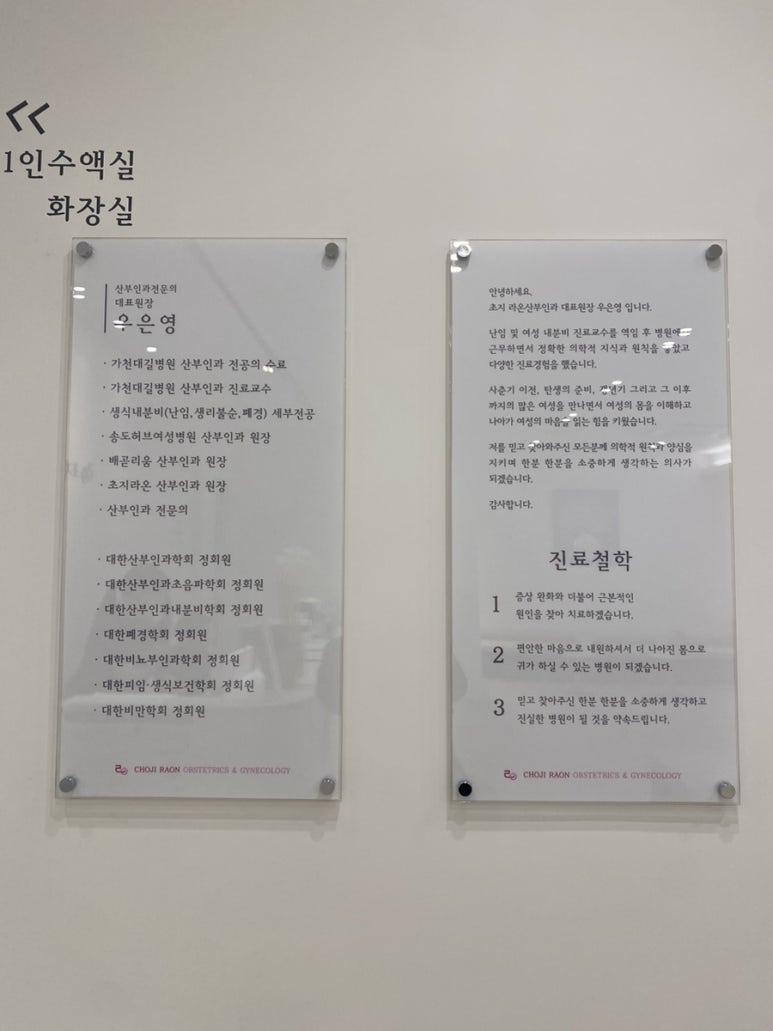 <<
1인수액실
화장실
산부인과전문의
대표원장
우은영
· 가천대길병원 산부인과 전공의 수료
· 가천대길병원 산부인과 진료교수
· 생식내분비(난임,생리불순,폐경) 세부전공
· 송도허브여성병원 산부인과 원장
· 배곧리움 산부인과 원장
· 초지라온 산부인과 원장
· 산부인과 전문의
· 대한산부인과학회 정회원
· 대한산부인과초음파학회 정회원
· 대한산부인과내분비학회 정회원
· 대한폐경학회 정회원
· 대한비뇨부인과학회 정회원
· 대한피임·생식보건학회 정회원
· 대한비만학회 정회원
CHOJI RAON OBSTETRICS & GYNECOLOGY
안녕하세요.
초지 라온산부인과 대표원장 우은영 입니다.
난임 및 여성 내분비 진료교수를 역임 후 병원에서
근무하면서 정확한 의학적 지식과 원칙을 쌓았고
다양한 진료경험을 했습니다.
사춘기 이전, 탄생의 준비, 갱년기 그리고 그 이후
까지의 많은 여성을 만나면서 여성의 몸을 이해하고
나아가 여성의 마음을 읽는 힘을 키웠습니다.
저를 믿고 찾아와주신 모든분께 의학적 원칙과 양심을
지키며 한분 한분을 소중하게 생각하는 의사가
되겠습니다.
감사합니다.
진료철학
1 증상 완화와 더불어 근본적인
원인을 찾아 치료하겠습니다.
2 편안한 마음으로 내원하셔서 더 나아진 몸으로
귀가 하실 수 있는 병원이 되겠습니다.
3 믿고 찾아주신 한분 한분을 소중하게 생각하고
진실한 병원이 될 것을 약속드립니다.
CHOJI RAON OBSTETRICS & GYNECOLOGY